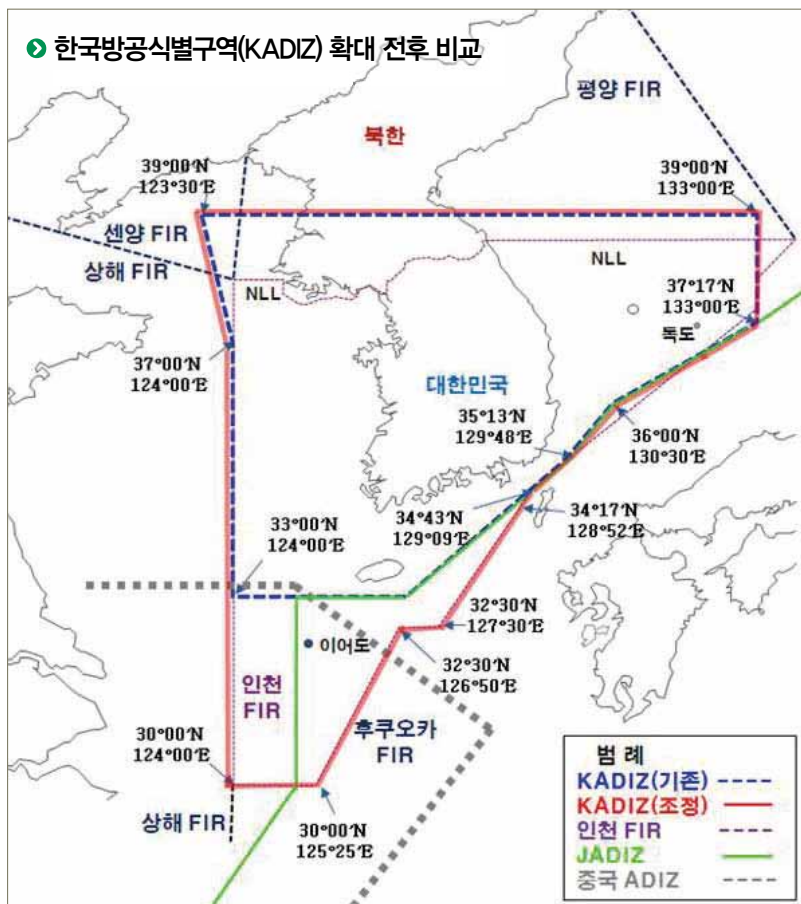 한국방공식별구역(KADIZ) 확대 전후 비교
평양 FIR
북한
39°00′N
123°30′E
39°00′N
133°00′E
센양 FIR
상해 FIR
NLL
NLL
37°17′N
133°00′E
독도
37°00′N
124°00′E
대한민국
35°13′N
129°48′E
36°00′N
130°30′E
34°43′N
129°09′E
34°17′N
128°52′E
33°00′N
124°00′E
32°30′N
127°30′E
이어도
32°30′N
126°50′E
인천
FIR
후쿠오카
FIR
30°00′N
124°00′E
상해 FIR
30°00′N
125°25′E
범 례
KADIZ(기존)
KADIZ(조정)
인천 FIR
JADIZ
중국 ADIZ